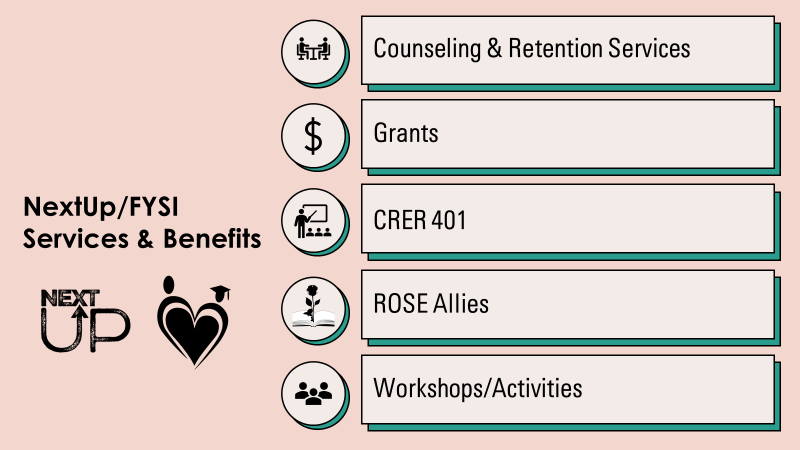 NextUp/FYSI
Services & Benefits
NEXT
UP
Counseling & Retention Services
$
Grants
CRER 401
ROSE Allies
Workshops/Activities